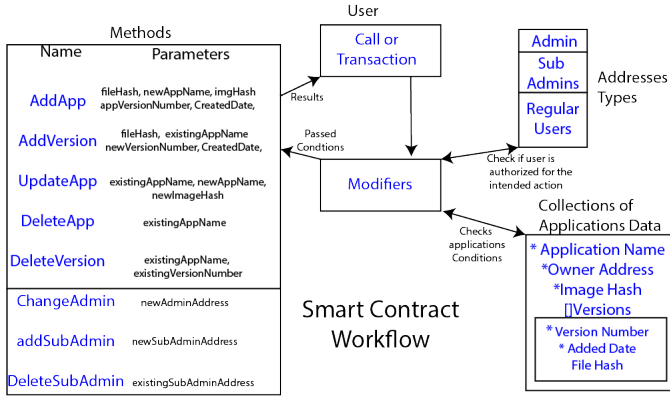 User
Methods
Name Parameters
AddApp fileHash, newAppName, imgHash
appVersionNumber, CreatedDate,
AddVersion fileHash, existingAppName
newVersionNumber, CreatedDate,
UpdateApp existingAppName, newAppName,
newImageHash
DeleteApp existingAppName
DeleteVersion existingAppName,
existingVersionNumber
ChangeAdmin newAdminAddress
addSubAdmin newSubAdminAddress
DeleteSubAdmin existingSubAdminAddress
Call or
Transaction
Results
Passed
Conditions
Modifiers
Admin
Sub
Admins
Regular
Users
Addresses
Types
Check if user is
authorized for the
intended action
Checks
applications
Conditions
Collections of
Applications Data
* Application Name
*Owner Address
*Image Hash
[]Versions
* Version Number
* Added Date
File Hash
Smart Contract
Workflow